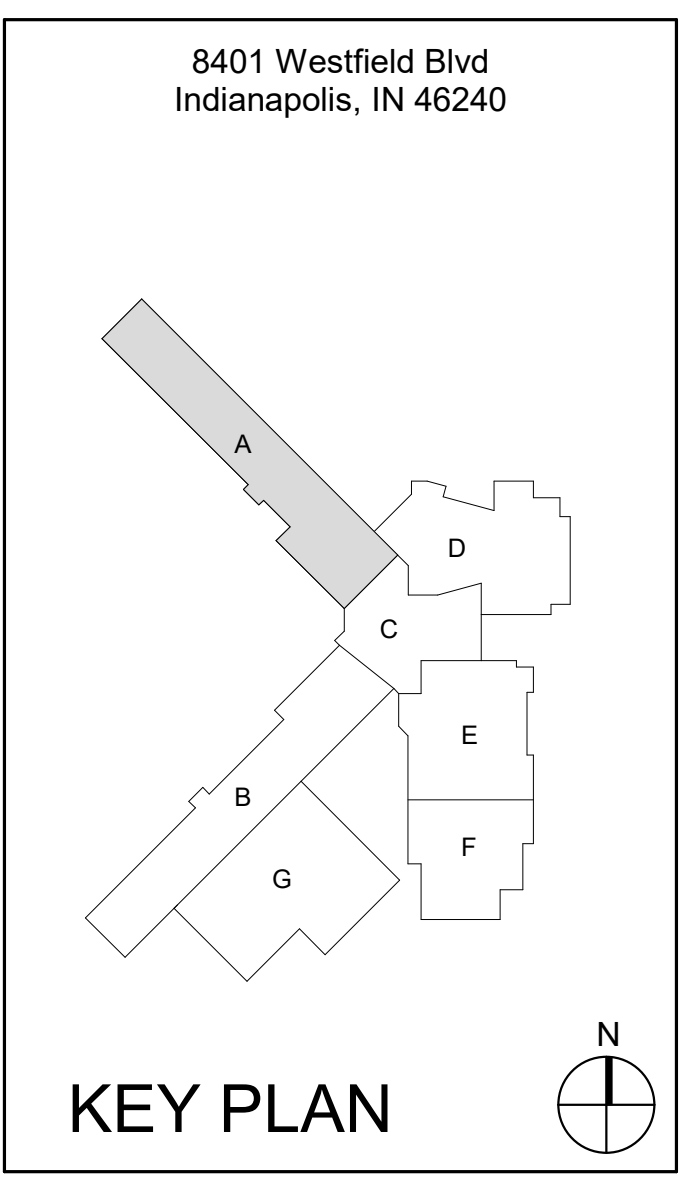 8401 Westfield Blvd
Indianapolis, IN 46240
A
D
C
E
B
F
G
N
KEY PLAN